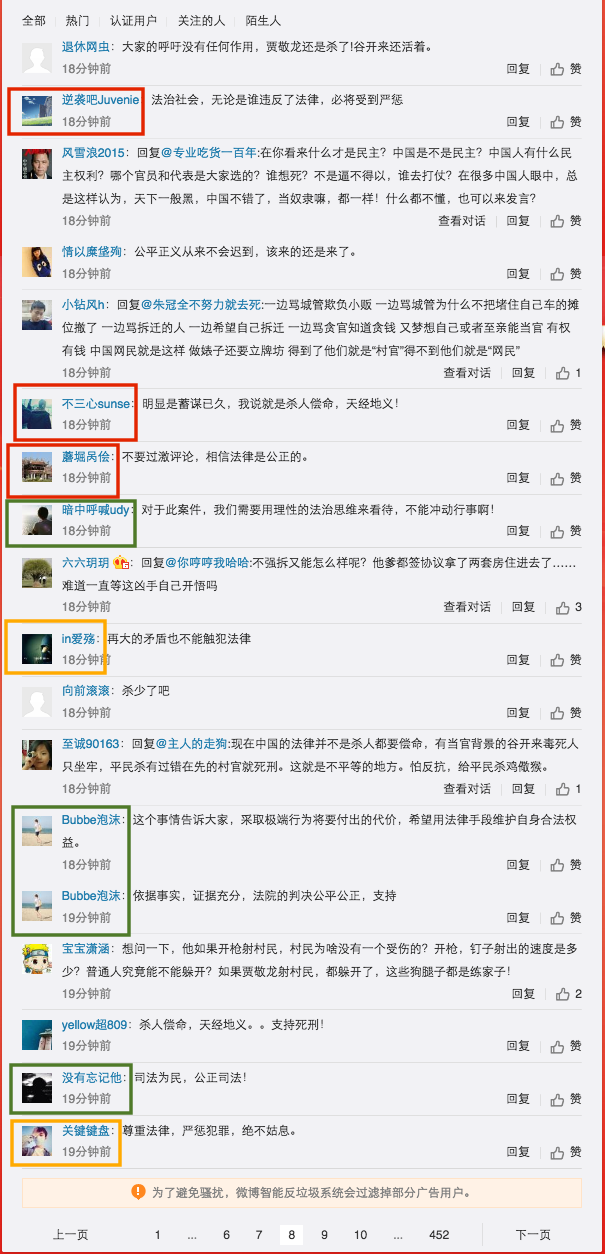 全部 热门 认证用户 关注的人 陌生人
退休网虫：大家的呼吁没有任何作用，贾敬龙还是杀了!谷开来还活着。
18分钟前 回复 赞
逆袭吧Juvenie 法治社会，无论是谁违反了法律，必将受到严惩
18分钟前 回复 赞
风雪浪2015：回复@专业吃货一百年:在你看来什么才是民主？中国是不是民主？中国人有什么民
主权利？哪个官员和代表是大家选的？谁想死？不是逼不得以，谁去打仗？在很多中国人眼中，总
是这样认为，天下一般黑，中国不错了，当奴隶嘛，都一样！什么都不懂，也可以来发言？
18分钟前 查看对话 回复 赞
情以糜垡殉：公平正义从来不会迟到，该来的还是来了。
18分钟前 回复 赞
小钻风h：回复@朱冠全不努力就去死:一边骂城管欺负小贩 一边骂城管为什么不把堵住自己车的摊
位撤了 一边骂拆迁的人 一边希望自己拆迁 一边骂贪官知道贪钱 又梦想自己或者至亲能当官 有权
有钱 中国网民就是这样 做婊子还要立牌坊 得到了他们就是“村官”得不到他们就是“网民”
18分钟前 查看对话 回复 1
不三心sunse：明显是蓄谋已久，我说就是杀人偿命，天经地义！
18分钟前 回复 赞
蘑堀呙侩：不要过激评论，相信法律是公正的。
18分钟前 回复 赞
暗中呼喊udy：对于此案件，我们需要用理性的法治思维来看待，不能冲动行事啊！
18分钟前 回复 赞
六六玥玥：回复@你哼哼我哈哈:不强拆又能怎么样呢？他爹都签协议拿了两套房住进去了……
难道一直等这凶手自己开悟吗
18分钟前 查看对话 回复 3
in爱殇：再大的矛盾也不能触犯法律
18分钟前 回复 赞
向前滚滚：杀少了吧
18分钟前 回复 赞
至诚90163：回复@主人的走狗:现在中国的法律并不是杀人都要偿命，有当官背景的谷开来毒死人
只坐牢，平民杀有过错在先的村官就死刑。这就是不平等的地方。怕反抗，给平民杀鸡儆猴。
18分钟前 查看对话 回复 1
Bubbe泡沫：这个事情告诉大家，采取极端行为将要付出的代价，希望用法律手段维护自身合法权
益。
18分钟前 回复 赞
Bubbe泡沫：依据事实，证据充分，法院的判决公平公正，支持
19分钟前 回复 赞
宝宝潇涵：想问一下，他如果开枪射村民，村民为啥没有一个受伤的？开枪，钉子射出的速度是多
少？普通人究竟能不能躲开？如果贾敬龙射村民，都躲开了，这些狗腿子都是练家子！
19分钟前 回复 2
yellow超809：杀人偿命，天经地义。。支持死刑！
19分钟前 回复 赞
没有忘记他：司法为民，公正司法！
19分钟前 回复 赞
关键键盘：尊重法律，严惩犯罪，绝不姑息。
19分钟前 回复 赞
为了避免骚扰，微博智能反垃圾系统会过滤掉部分广告用户。
上一页 1 ... 6 7 8 9 10 ... 452 下一页